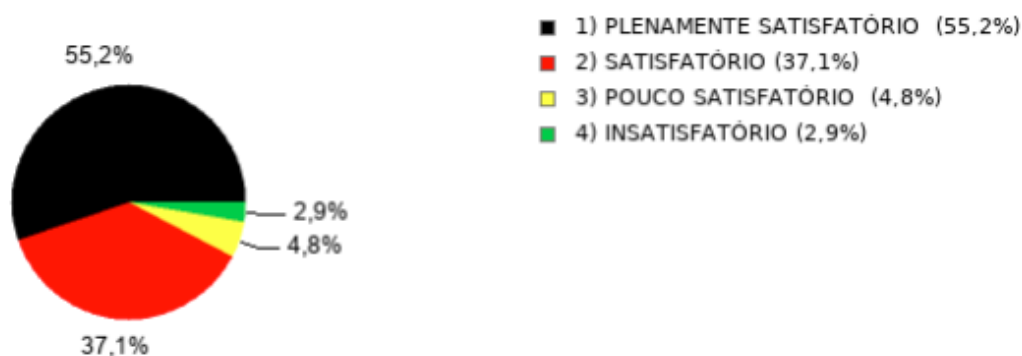 55,2%
2,9%
4,8%
37,1%
1) PLENAMENTE SATISFATÓRIO (55,2%)
2) SATISFATÓRIO (37,1%)
3) POUCO SATISFATÓRIO (4,8%)
4) INSATISFATÓRIO (2,9%)